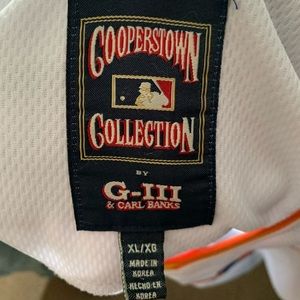 COOPERSTOWN
COLLECTION
BY
G-III
& CARL BANKS
XL/XG
MADE IN
KOREA
HECHO EN
KOREA